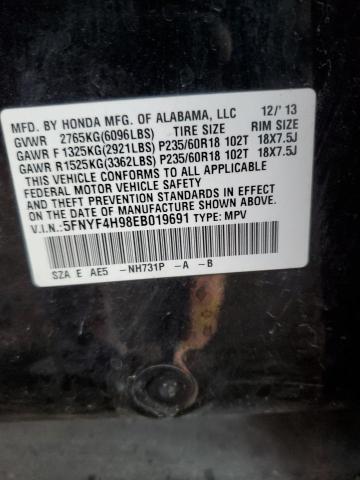 MFD. BY HONDA MFG. OF ALABAMA, LLC 12/'13
GVWR 2765KG(6096LBS) TIRE SIZE RIM SIZE
GAWR F 1325KG(2921LBS) P235/60R18 102T 18X7.5J
GAWR R 1525KG(3362LBS) P235/60R18 102T 18X7.5J
THIS VEHICLE CONFORMS TO ALL APPLICABLE
FEDERAL MOTOR VEHICLE SAFETY
AND THEFT PREVENTION STANDARDS IN EFFECT
ON THE DATE OF MANUFACTURE SHOWN ABOVE.
V.I.N.:5FNYF4H98EB019691 TYPE: MPV
SZA E AE5 -NH731P -A -B